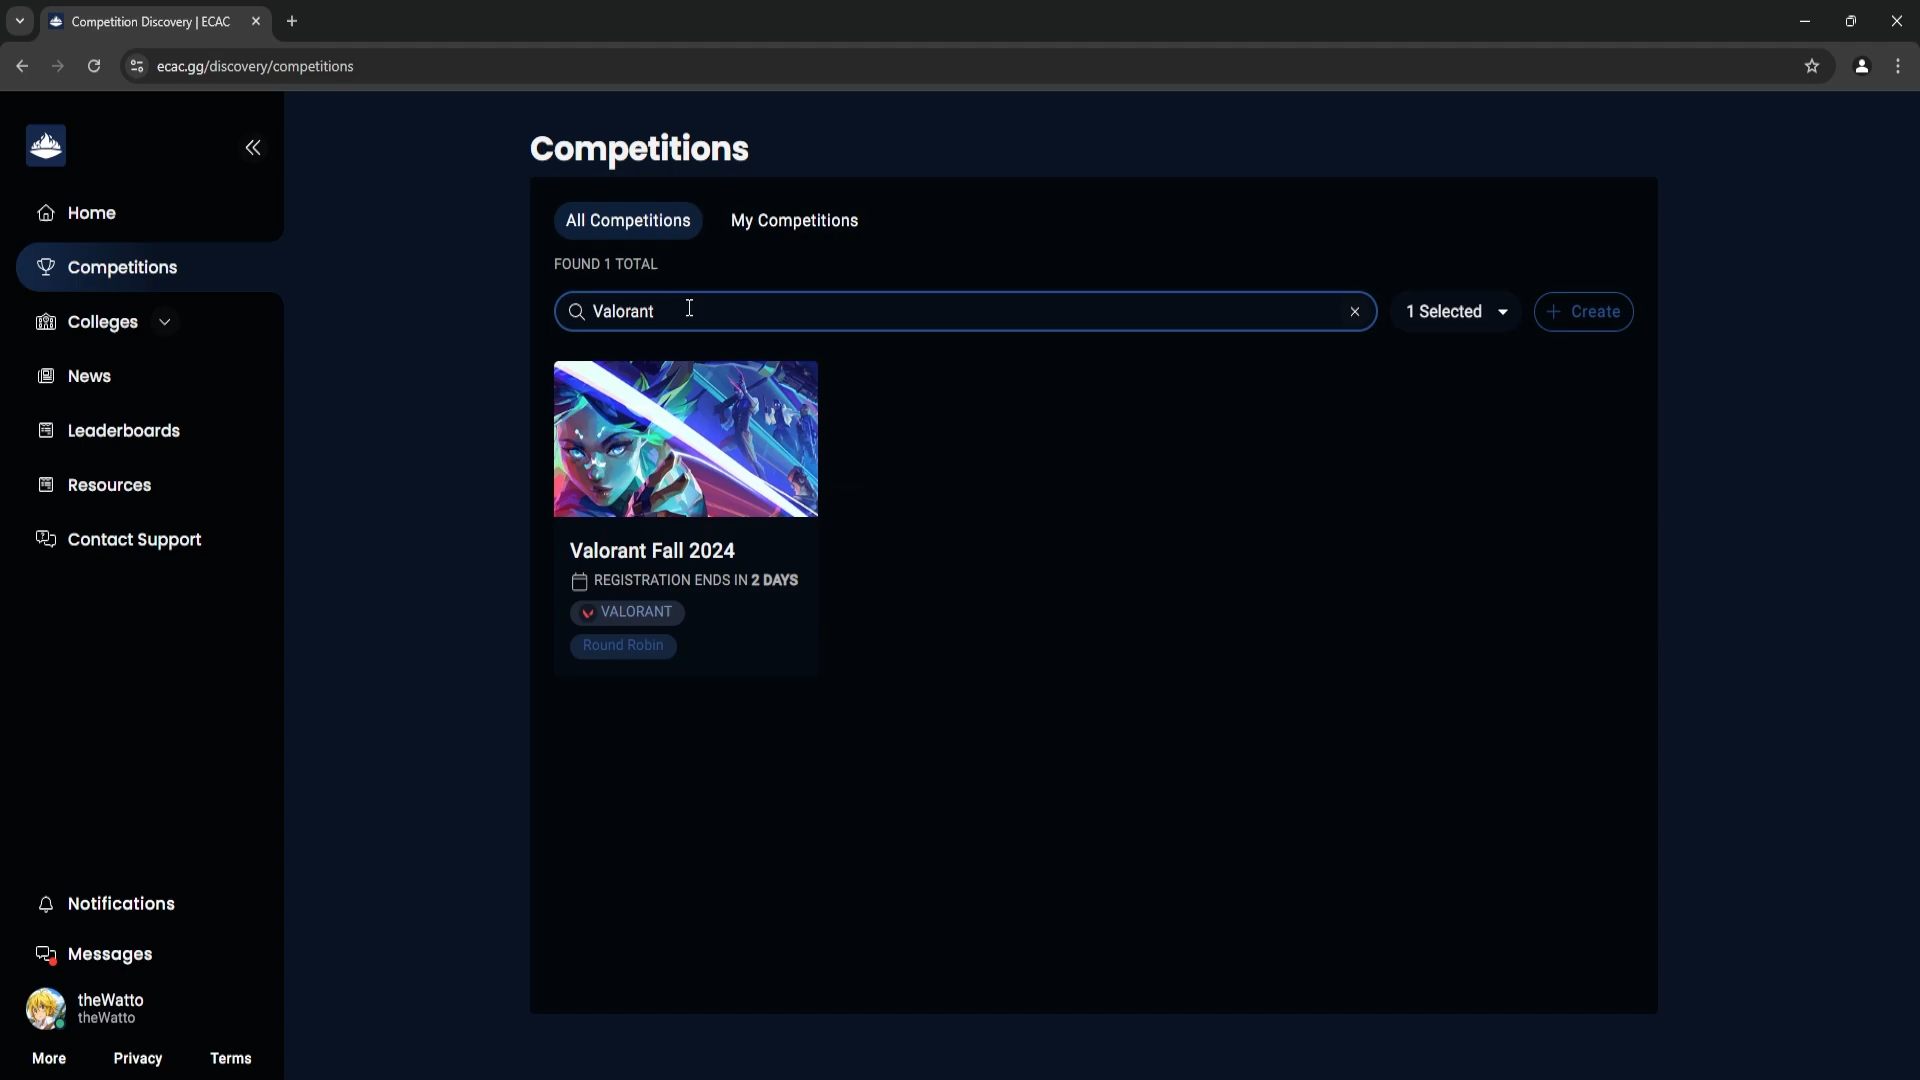 Competition Discovery | ECAC
ecac.gg/discovery/competitions
Home
Competitions
Colleges
News
Leaderboards
Resources
Contact Support
Notifications
Messages
theWatto
theWatto
More Privacy Terms
Competitions
All Competitions My Competitions
FOUND 1 TOTAL
Valorant
1 Selected
Create
Valorant Fall 2024
REGISTRATION ENDS IN 2 DAYS
VALORANT
Round Robin